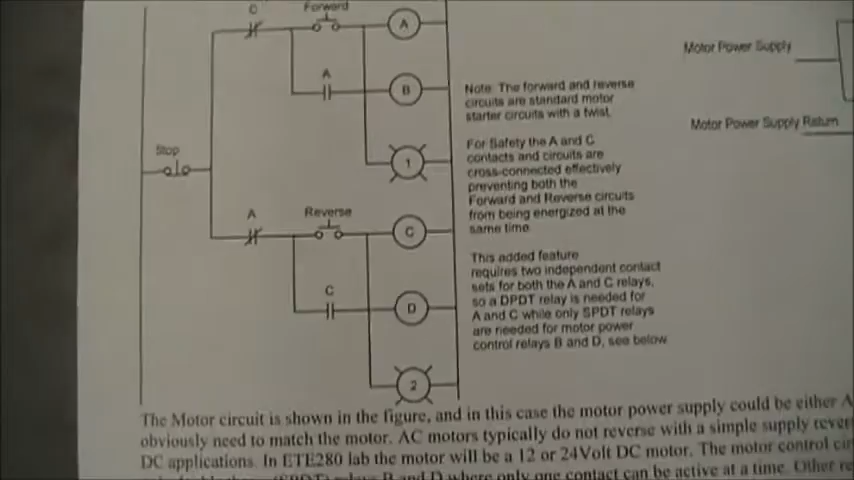 C
Forward
A
A
B
1
Stop
A
Reverse
C
C
D
2
Note: The forward and reverse
circuits are standard motor
starter circuits with a twist.
For Safety the A and C
contacts and circuits are
cross-connected effectively
preventing both the
Forward and Reverse circuits
from being energized at the
same time.
This added feature
requires two independent contact
sets for both the A and C relays,
so a DPDT relay is needed for
A and C while only SPDT relays
are needed for motor power
control relays B and D, see below.
Motor Power Supply
Motor Power Supply Return
The Motor circuit is shown in the figure, and in this case the motor power supply could be either A
obviously need to match the motor. AC motors typically do not reverse with a simple supply rever
DC applications. In ETE280 lab the motor will be a 12 or 24Volt DC motor. The motor control cir
(SPDT) relays B and D where only one contact can be active at a time. Other re